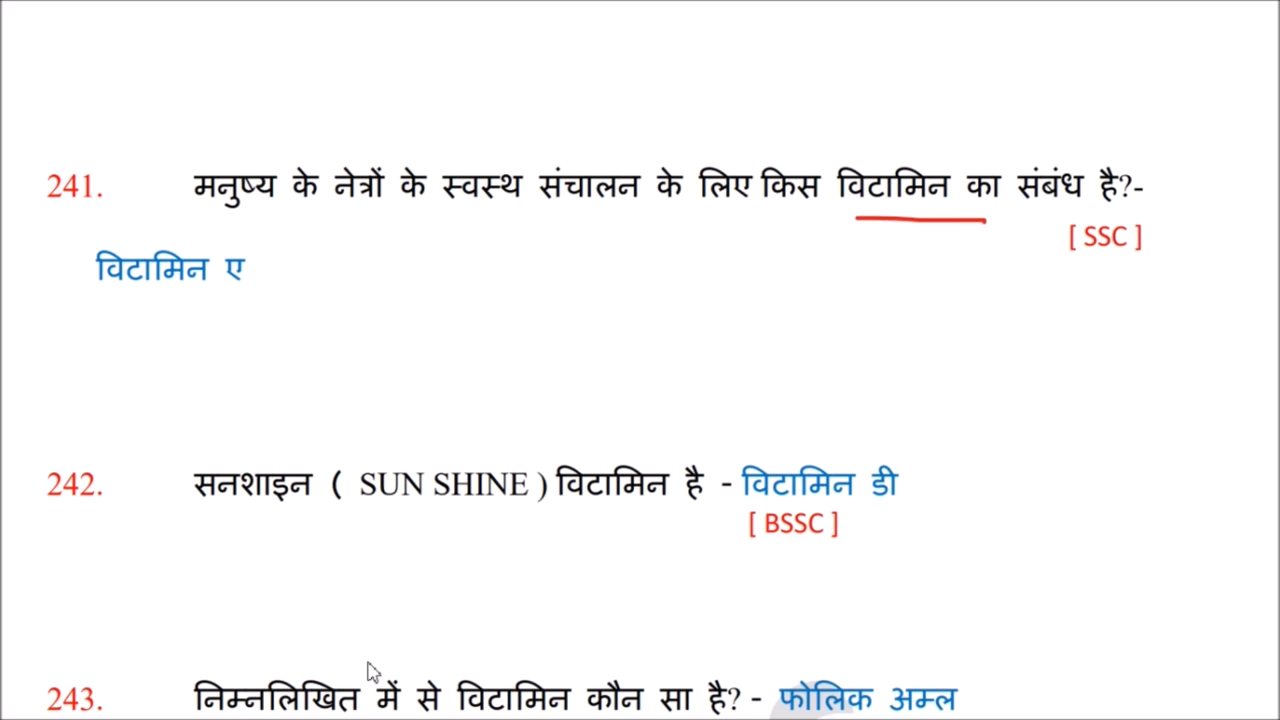 241. मनुष्य के नेत्रों के स्वस्थ संचालन के लिए किस विटामिन का संबंध है?-
[ SSC ]
विटामिन ए
242. सनशाइन ( SUN SHINE ) विटामिन है - विटामिन डी
[ BSSC ]
243. निम्नलिखित में से विटामिन कौन सा है? - फोलिक अम्ल